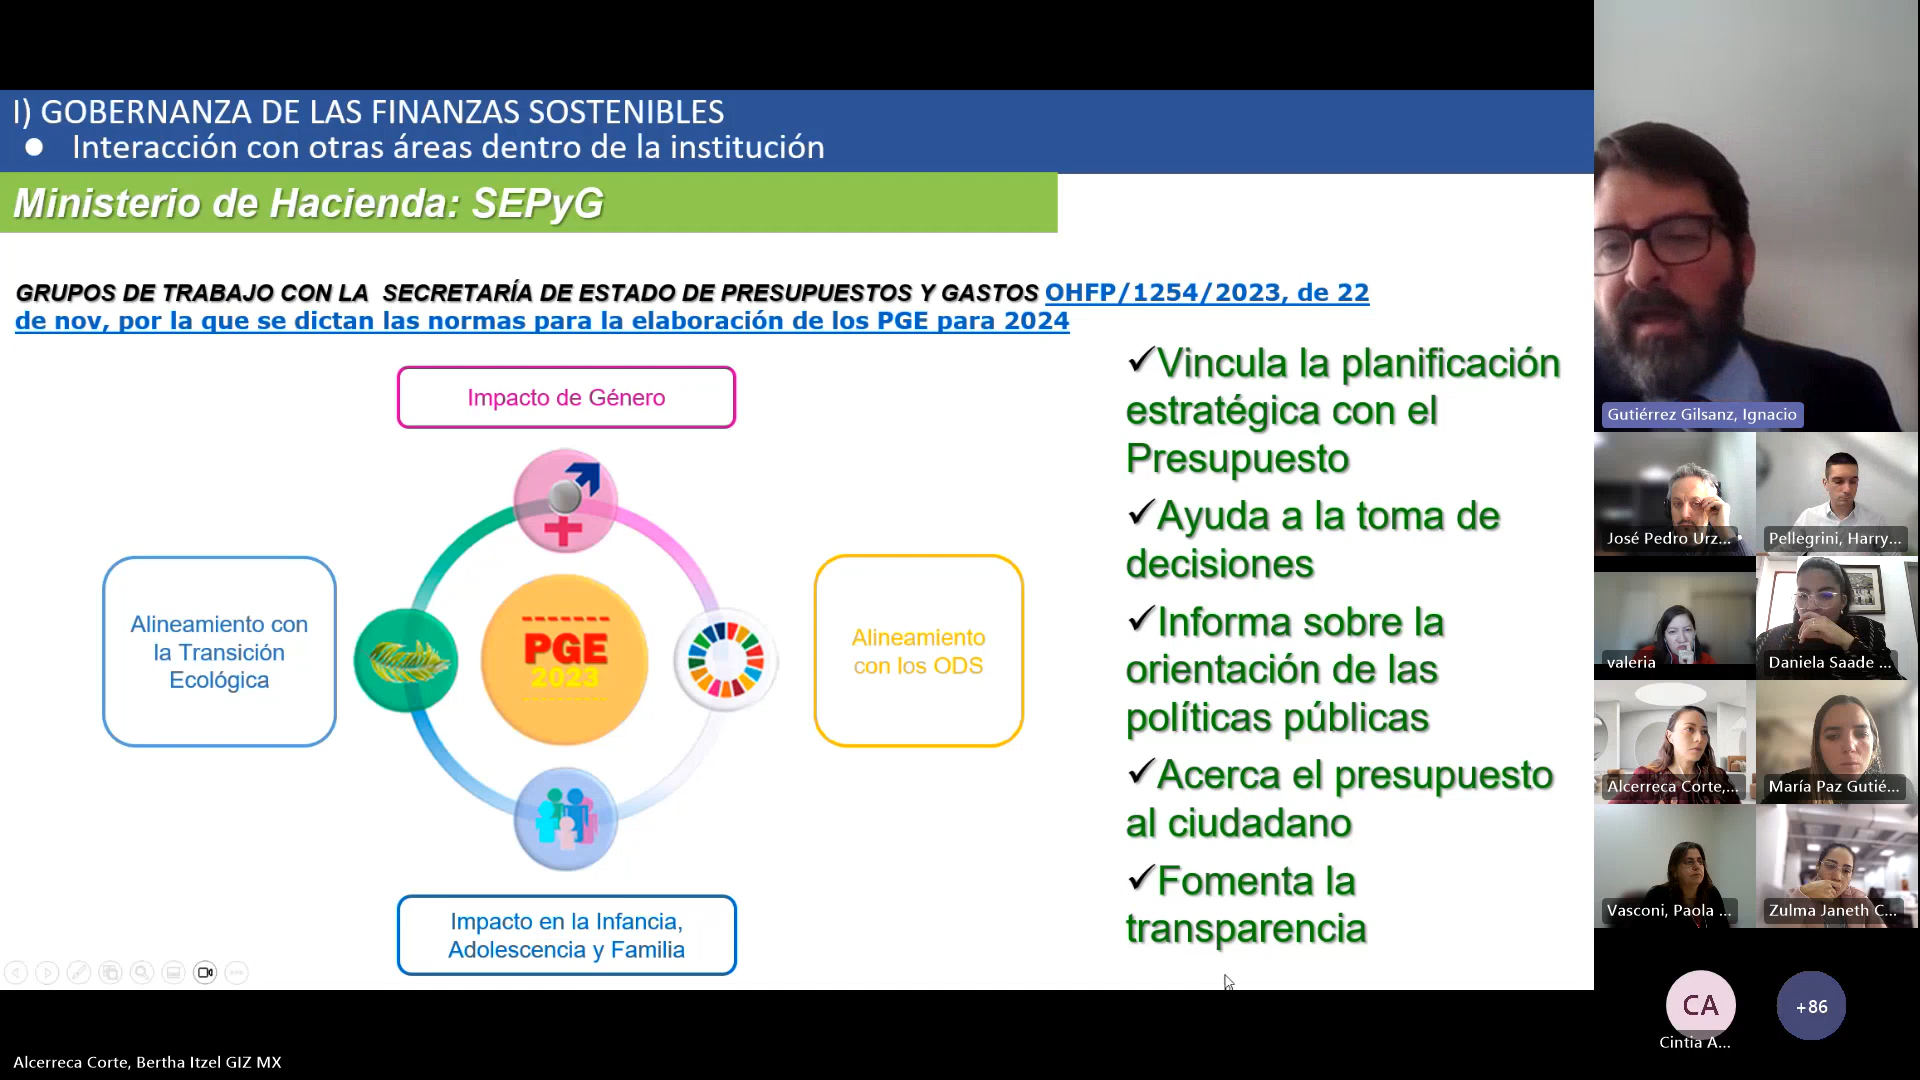 I) GOBERNANZA DE LAS FINANZAS SOSTENIBLES
● Interacción con otras áreas dentro de la institución
Ministerio de Hacienda: SEPyG
GRUPOS DE TRABAJO CON LA SECRETARÍA DE ESTADO DE PRESUPUESTOS Y GASTOS OHFP/1254/2023, de 22
de nov, por la que se dictan las normas para la elaboración de los PGE para 2024
Impacto de Género
Alineamiento con
la Transición
Ecológica
PGE
2023
Alineamiento
con los ODS
Impacto en la Infancia,
Adolescencia y Familia
✓Vincula la planificación
estratégica con el
Presupuesto
✓Ayuda a la toma de
decisiones
✓Informa sobre la
orientación de las
políticas públicas
✓Acerca el presupuesto
al ciudadano
✓Fomenta la
transparencia
Gutiérrez Gilsanz, Ignacio
José Pedro Urz...
Pellegrini, Harry...
valeria
Daniela Saade ...
Alcerreca Corte,...
María Paz Gutié...
Vasconi, Paola ...
Zulma Janeth C...
CA
+86
Cintia A...
Alcerreca Corte, Bertha Itzel GIZ MX